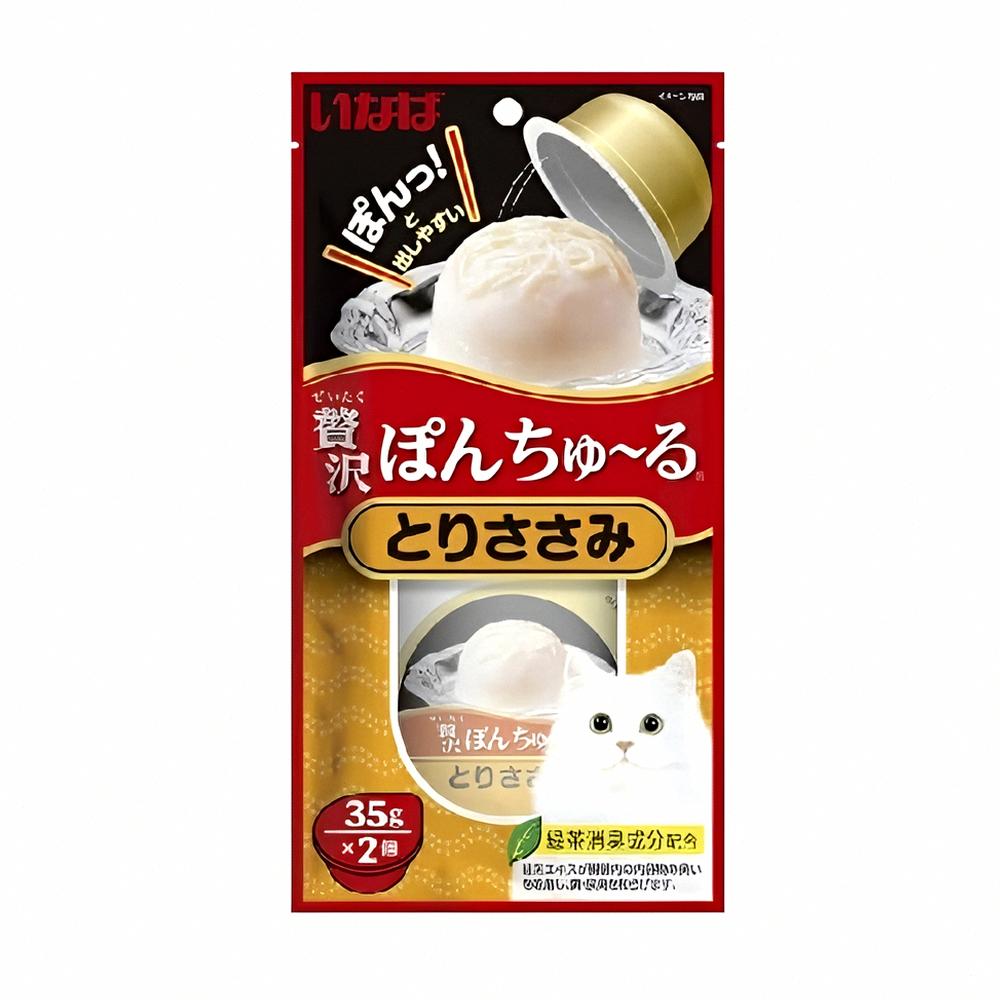 いなば
ぽんっ!
と
出しやすい
ぜいたく
贅沢
ぽんちゅ~る
とりささみ
贅沢
ぽんちゅ
とりささ
35g
×2個
緑茶消臭成分配合